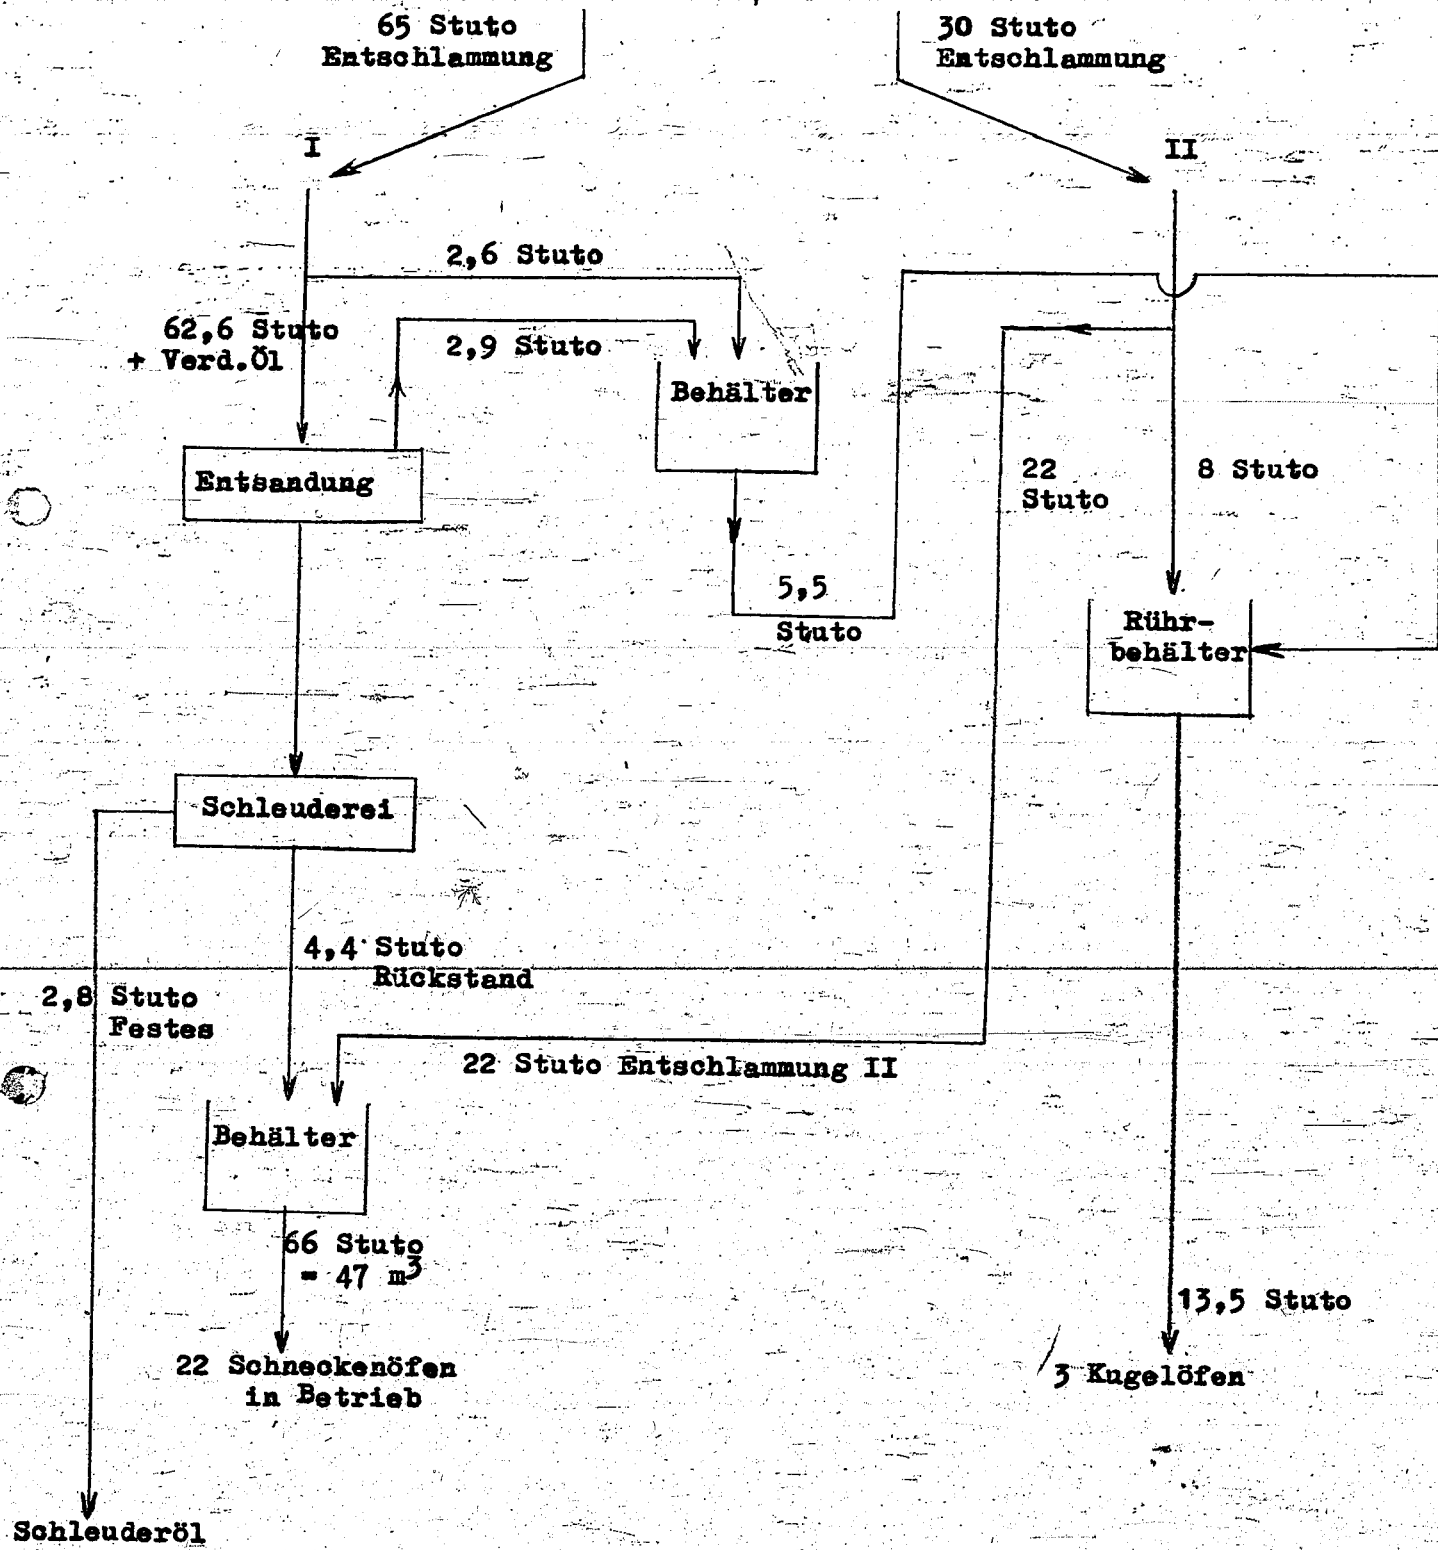 65 Stuto
Entschlammung
30 Stuto
Entschlammung
I
II
2,6 Stuto
62,6 Stuto
+ Verd.Öl
2,9 Stuto
Behälter
Entsandung
22
Stuto
8 Stuto
5,5
Stuto
Rühr-
behälter
Schleuderei
4,4 Stuto
Rückstand
2,8 Stuto
Festes
22 Stuto Entschlammung II
Behälter
66 Stuto
= 47 m³
13,5 Stuto
22 Schneckenöfen
in Betrieb
3 Kugelöfen
Schleuderöl